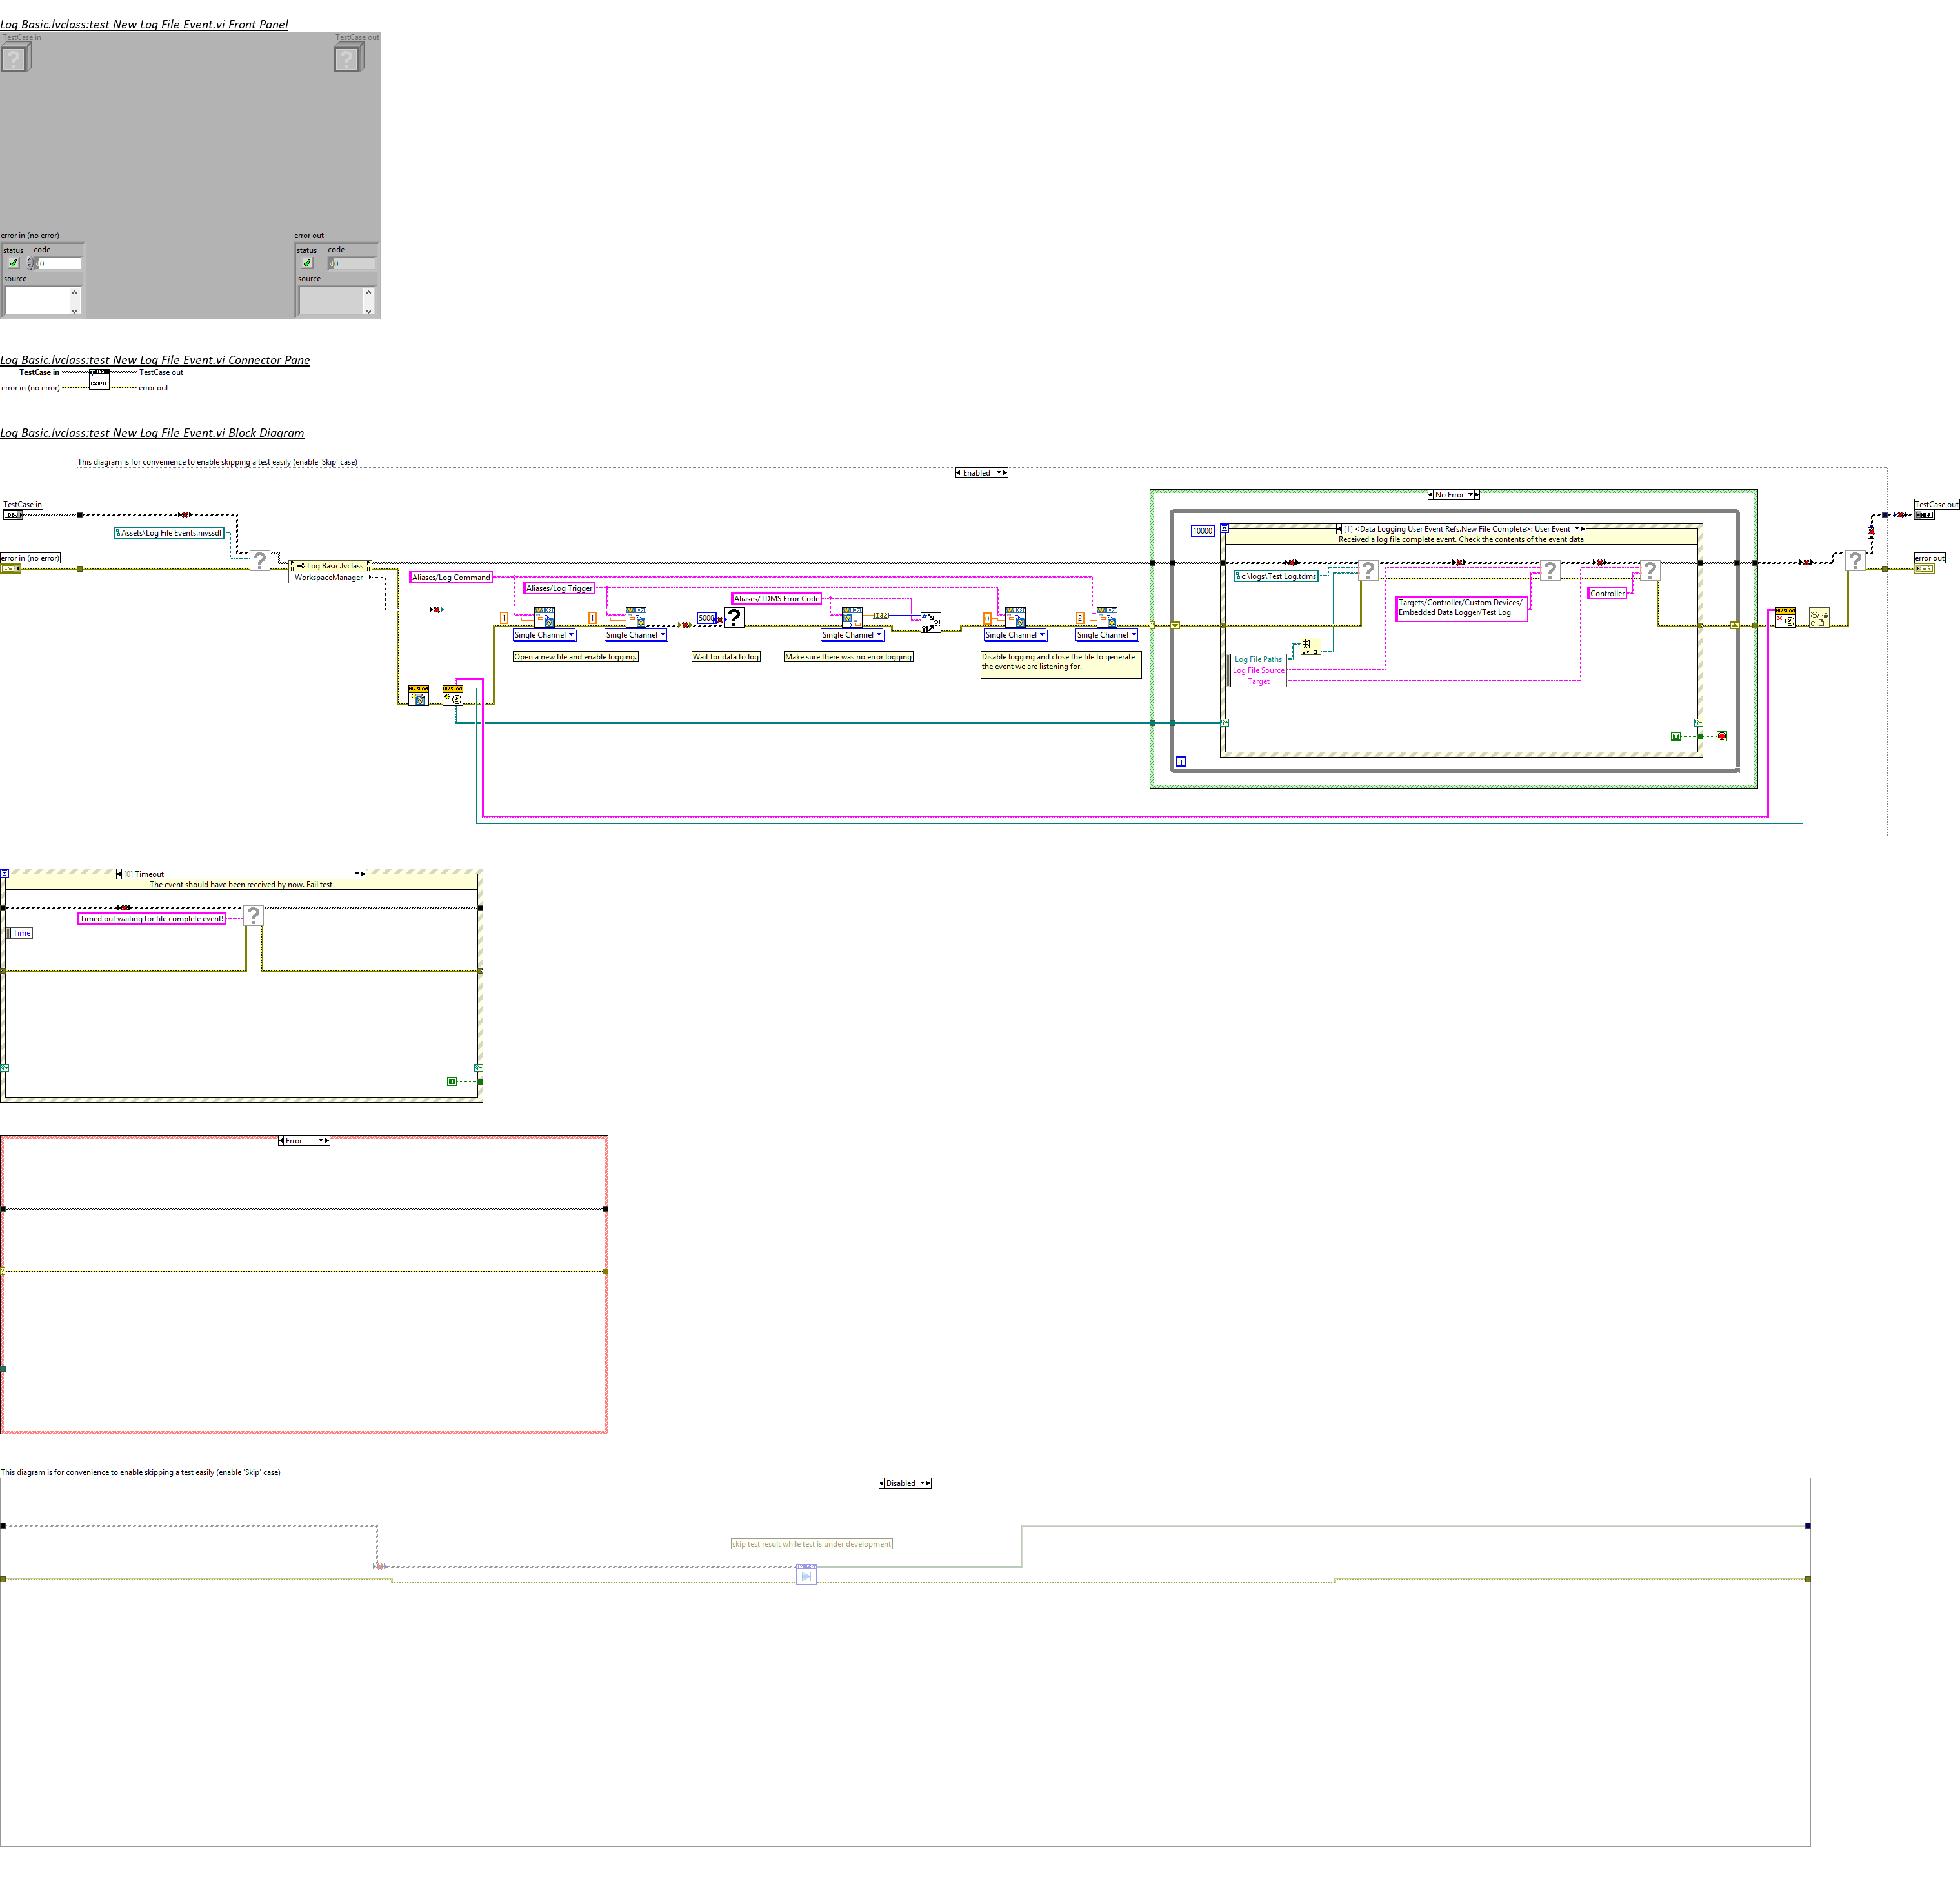 Log Basic.lvclass:test New Log File Event.vi Front Panel
TestCase in
TestCase out
error in (no error)
status
code
0
source
error out
status
code
0
source
Log Basic.lvclass:test New Log File Event.vi Connector Pane
TestCase in
TestCase out
error in (no error)
error out
Log Basic.lvclass:test New Log File Event.vi Block Diagram
This diagram is for convenience to enable skipping a test easily (enable 'Skip' case)
Enabled
TestCase in
OBJ
error in (no error)
Assets\Log File Events.nivssdf
Log Basic.lvclass
WorkspaceManager
Aliases/Log Command
Aliases/Log Trigger
Aliases/TDMS Error Code
1
1
5000
I32
0
2
Single Channel
Single Channel
Single Channel
Single Channel
Single Channel
Open a new file and enable logging.
Wait for data to log
Make sure there was no error logging
Disable logging and close the file to generate
the event we are listening for.
NIVSLOG
NIVSLOG
No Error
10000
[1] <Data Logging User Event Refs.New File Complete>: User Event
Received a log file complete event. Check the contents of the event data
c:\logs\Test Log.tdms
Targets/Controller/Custom Devices/
Embedded Data Logger/Test Log
Controller
Log File Paths
Log File Source
Target
T
i
NIVSLOG
TestCase out
OBJ
error out
[0] Timeout
The event should have been received by now. Fail test
Timed out waiting for file complete event!
Time
T
Error
This diagram is for convenience to enable skipping a test easily (enable 'Skip' case)
Disabled
skip test result while test is under development